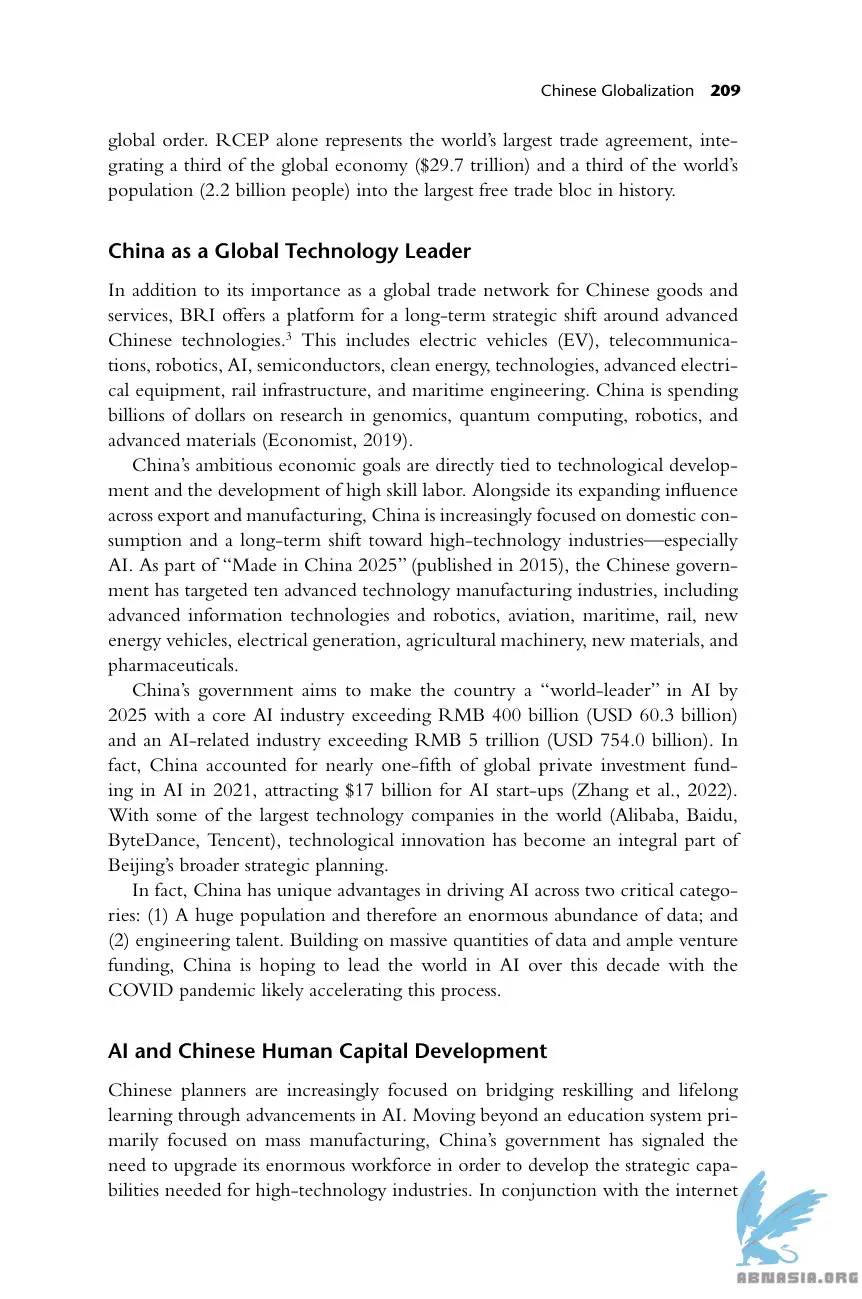 Chinese Globalization 209
global order. RCEP alone represents the world’s largest trade agreement, inte-
grating a third of the global economy ($29.7 trillion) and a third of the world’s
population (2.2 billion people) into the largest free trade bloc in history.
China as a Global Technology Leader
In addition to its importance as a global trade network for Chinese goods and
services, BRI offers a platform for a long-term strategic shift around advanced
Chinese technologies.³ This includes electric vehicles (EV), telecommunica-
tions, robotics, AI, semiconductors, clean energy, technologies, advanced electri-
cal equipment, rail infrastructure, and maritime engineering. China is spending
billions of dollars on research in genomics, quantum computing, robotics, and
advanced materials (Economist, 2019).
China’s ambitious economic goals are directly tied to technological develop-
ment and the development of high skill labor. Alongside its expanding influence
across export and manufacturing, China is increasingly focused on domestic con-
sumption and a long-term shift toward high-technology industries—especially
AI. As part of “Made in China 2025” (published in 2015), the Chinese govern-
ment has targeted ten advanced technology manufacturing industries, including
advanced information technologies and robotics, aviation, maritime, rail, new
energy vehicles, electrical generation, agricultural machinery, new materials, and
pharmaceuticals.
China’s government aims to make the country a “world-leader” in AI by
2025 with a core AI industry exceeding RMB 400 billion (USD 60.3 billion)
and an AI-related industry exceeding RMB 5 trillion (USD 754.0 billion). In
fact, China accounted for nearly one-fifth of global private investment fund-
ing in AI in 2021, attracting $17 billion for AI start-ups (Zhang et al., 2022).
With some of the largest technology companies in the world (Alibaba, Baidu,
ByteDance, Tencent), technological innovation has become an integral part of
Beijing’s broader strategic planning.
In fact, China has unique advantages in driving AI across two critical catego-
ries: (1) A huge population and therefore an enormous abundance of data; and
(2) engineering talent. Building on massive quantities of data and ample venture
funding, China is hoping to lead the world in AI over this decade with the
COVID pandemic likely accelerating this process.
AI and Chinese Human Capital Development
Chinese planners are increasingly focused on bridging reskilling and lifelong
learning through advancements in AI. Moving beyond an education system pri-
marily focused on mass manufacturing, China’s government has signaled the
need to upgrade its enormous workforce in order to develop the strategic capa-
bilities needed for high-technology industries. In conjunction with the internet
ABNASIA.ORG